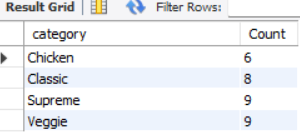 Result Grid Filter Rows:
category Count
Chicken 6
Classic 8
Supreme 9
Veggie 9